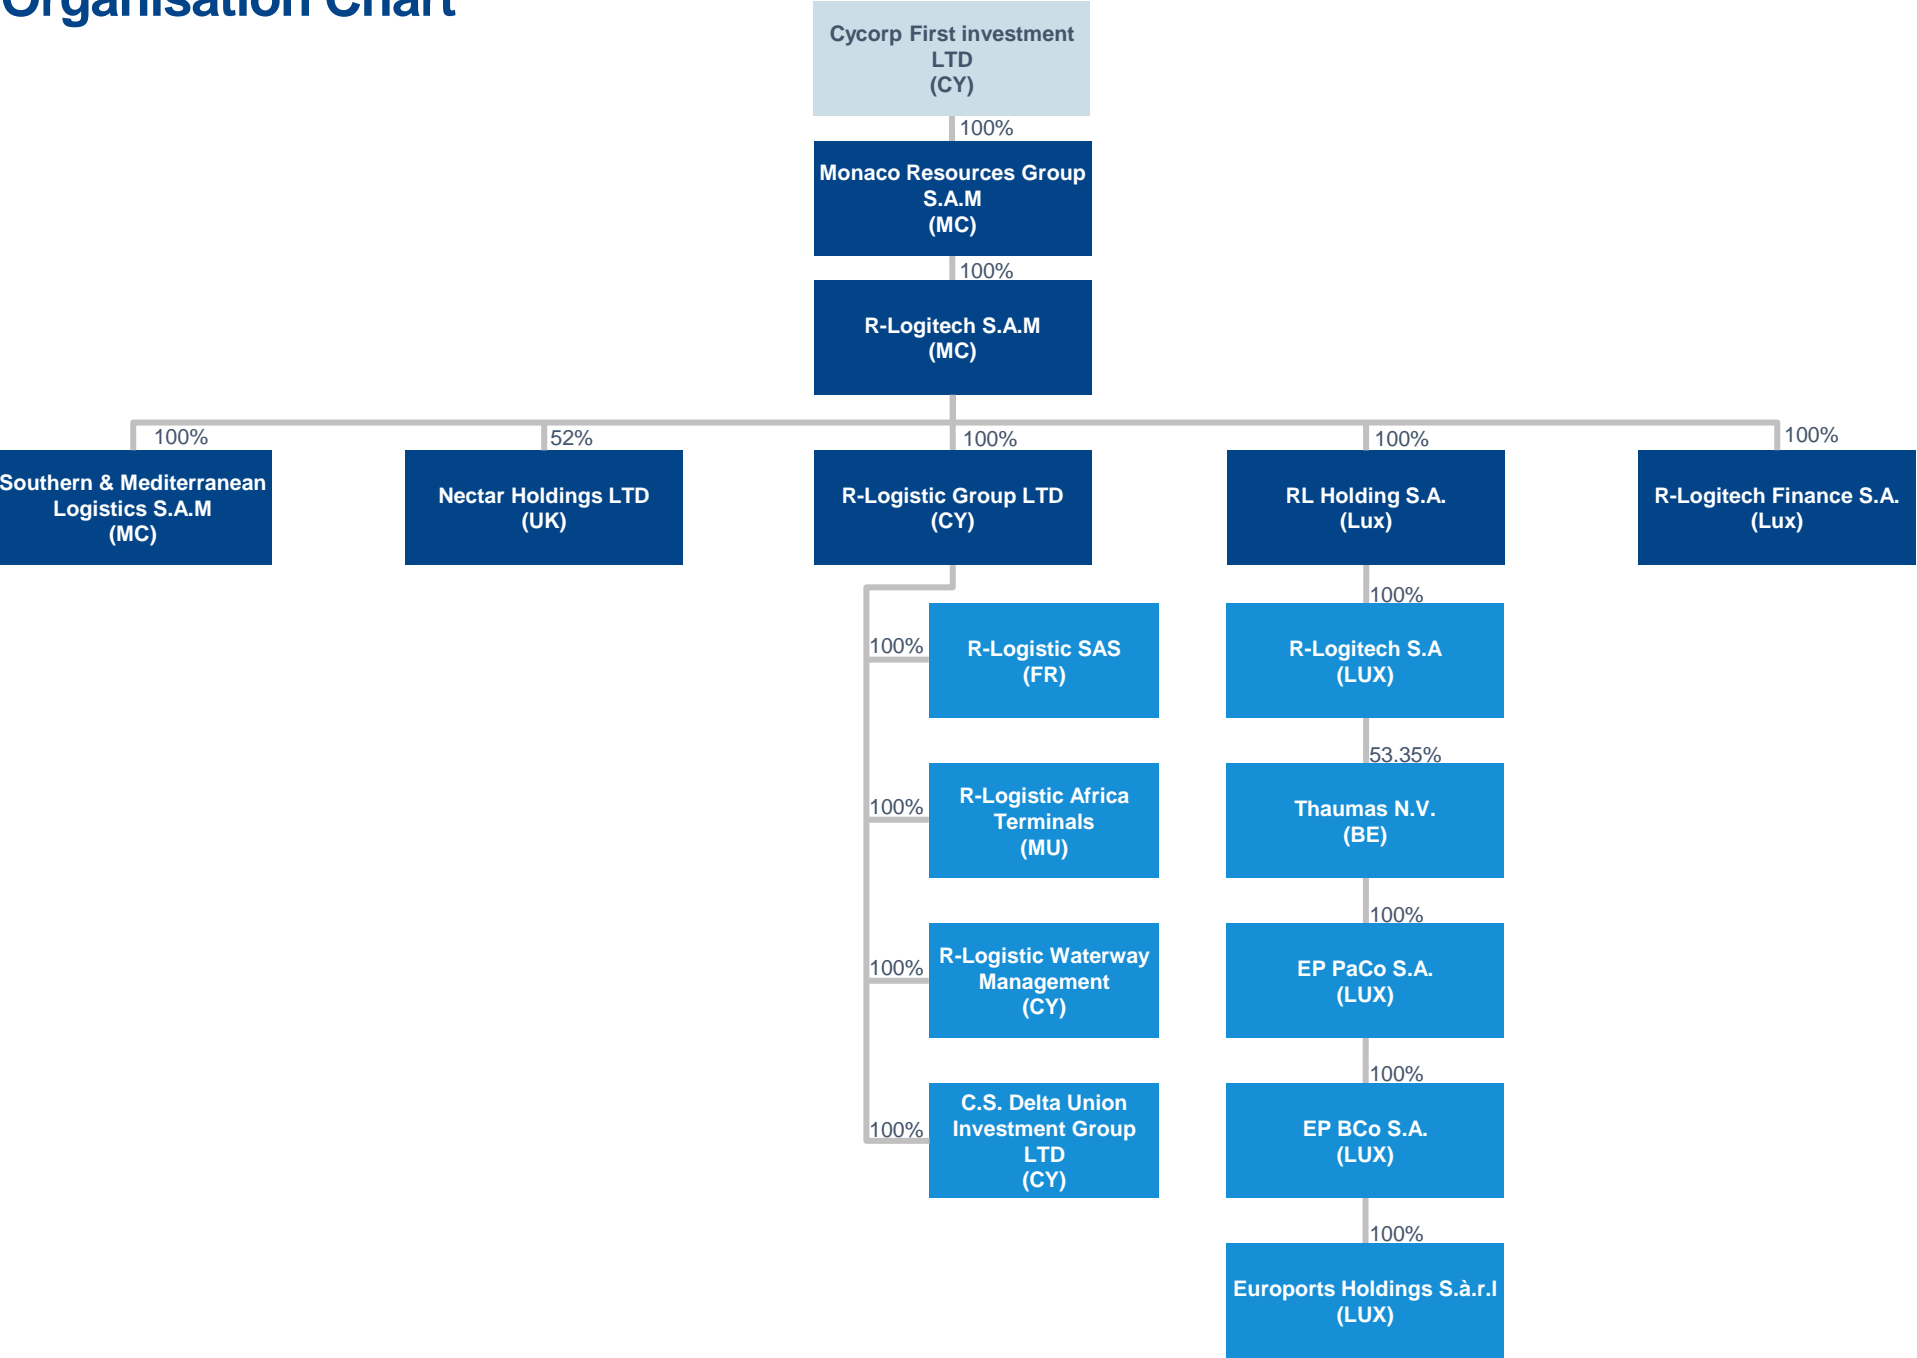 Organisation Chart
Cycorp First investment
LTD
(CY)
100%
Monaco Resources Group
S.A.M
(MC)
100%
R-Logitech S.A.M
(MC)
100%
52%
100%
100%
100%
Southern & Mediterranean
Logistics S.A.M
(MC)
Nectar Holdings LTD
(UK)
R-Logistic Group LTD
(CY)
RL Holding S.A.
(Lux)
R-Logitech Finance S.A.
(Lux)
100%
R-Logistic SAS
(FR)
100%
R-Logistic Africa
Terminals
(MU)
100%
R-Logistic Waterway
Management
(CY)
100%
C.S. Delta Union
Investment Group
LTD
(CY)
100%
R-Logitech S.A
(LUX)
53.35%
Thaumas N.V.
(BE)
100%
EP PaCo S.A.
(LUX)
100%
EP BCo S.A.
(LUX)
100%
Euroports Holdings S.à.r.l
(LUX)